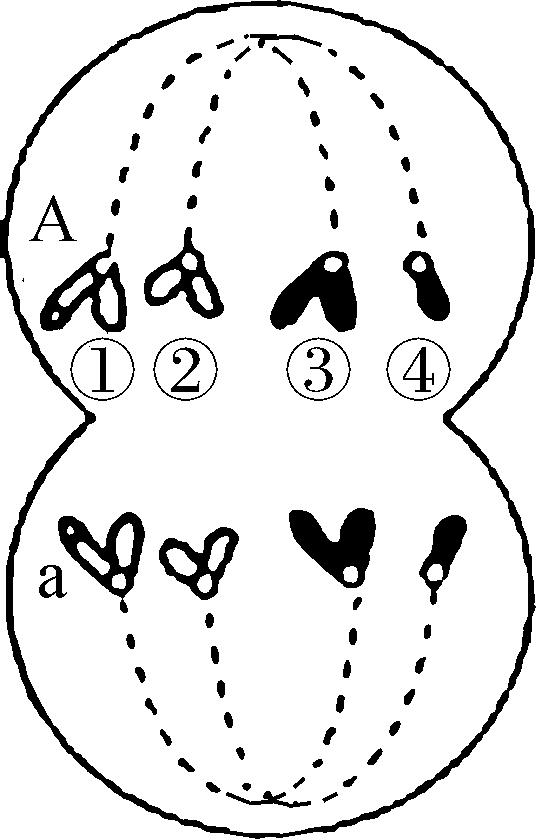 A
① ② ③ ④
a